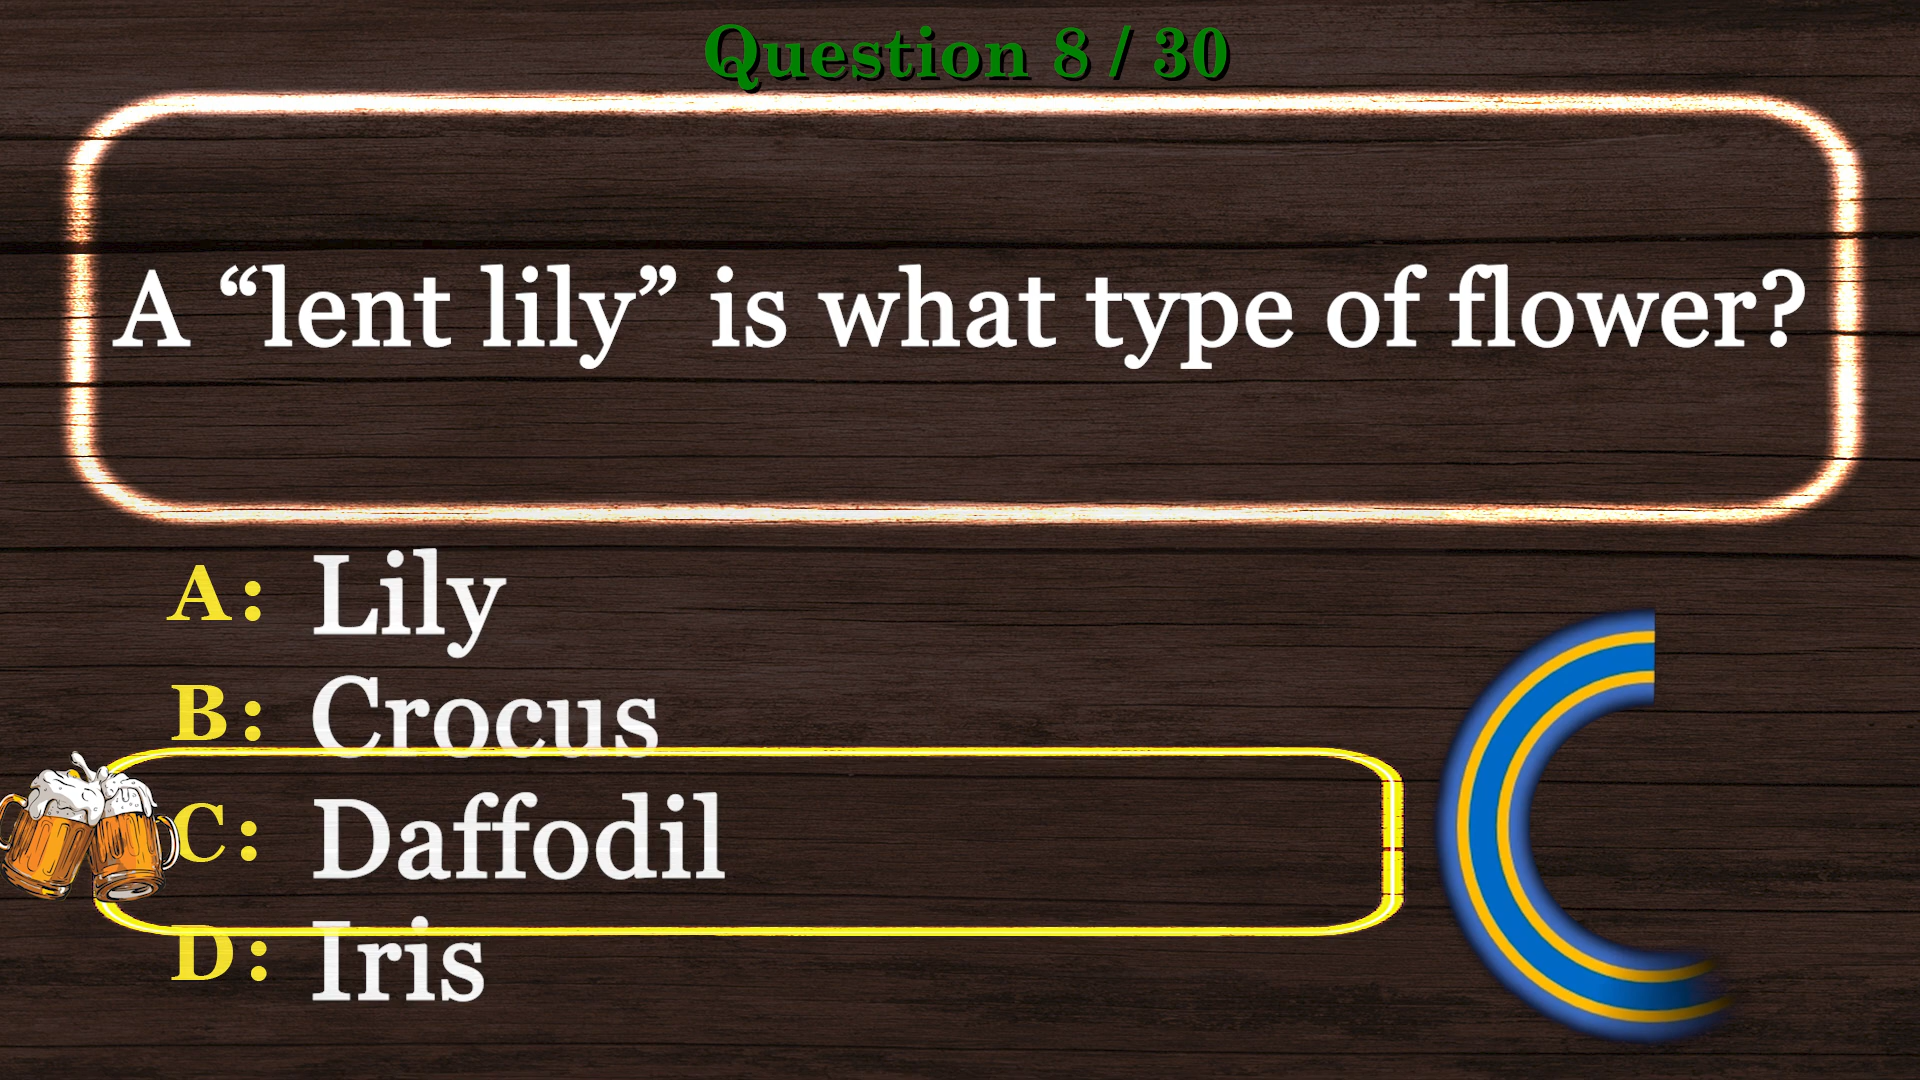 Question 8 / 30
A “lent lily” is what type of flower?
A: Lily
B: Crocus
C: Daffodil
D: Iris